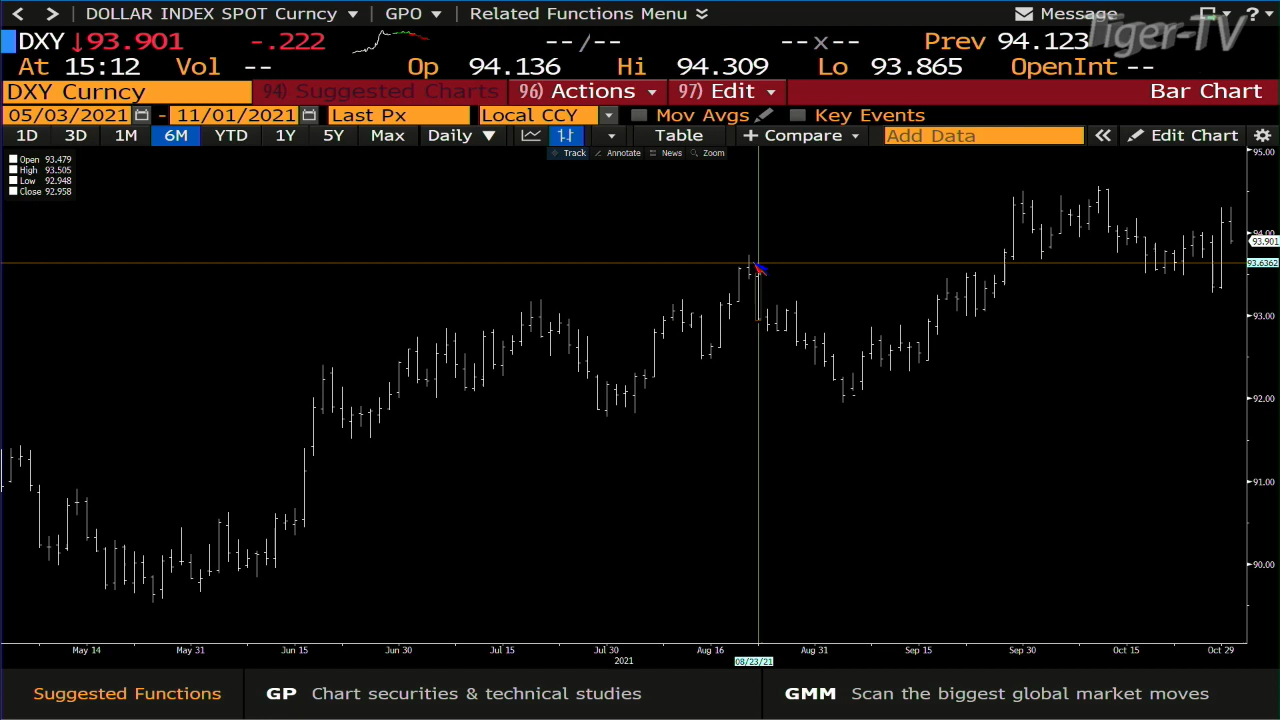 DOLLAR INDEX SPOT Curncy GPO Related Functions Menu Message ?
DXY ↓93.901 -.222 --/-- --x-- Prev 94.123
Tiger-TV
At 15:12 Vol -- Op 94.136 Hi 94.309 Lo 93.865 OpenInt --
DXY Curncy 94) Suggested Charts 96) Actions 97) Edit Bar Chart
05/03/2021 - 11/01/2021 Last Px Local CCY Mov Avgs Key Events
1D 3D 1M 6M YTD 1Y 5Y Max Daily ▼ Table + Compare Add Data « Edit Chart
Track Annotate News Zoom
Open 93.479
High 93.505
Low 92.948
Close 92.958
95.00
94.00
93.901
93.6362
93.00
92.00
91.00
90.00
May 14 May 31 Jun 15 Jun 30 Jul 15 Jul 30 Aug 16 Aug 31 Sep 15 Sep 30 Oct 15 Oct 29
2021 08/23/21
Suggested Functions GP Chart securities & technical studies GMM Scan the biggest global market moves